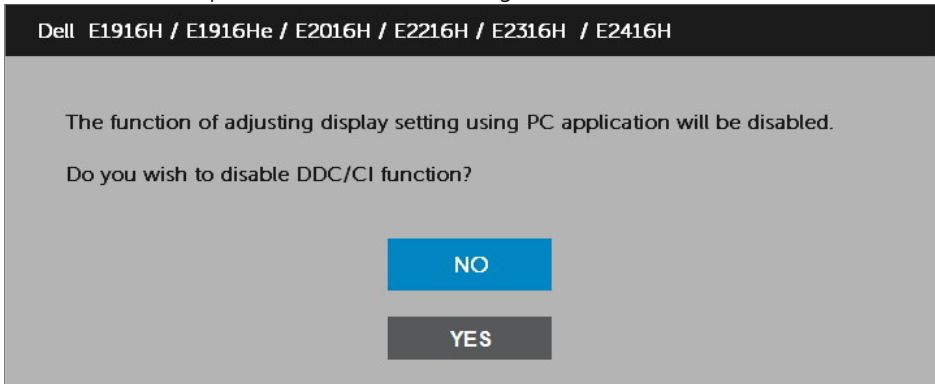 Dell E1916H / E1916He / E2016H / E2216H / E2316H / E2416H
The function of adjusting display setting using PC application will be disabled.
Do you wish to disable DDC/CI function?
NO
YES